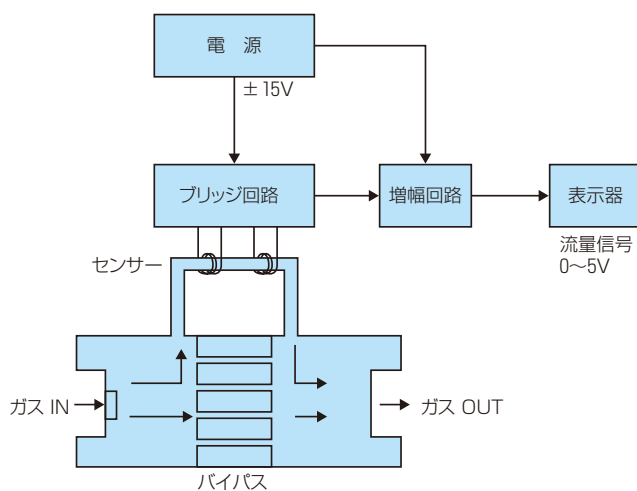 電 源
±15V
ブリッジ回路
増幅回路
表示器
流量信号
0〜5V
センサー
ガス IN
ガス OUT
バイパス